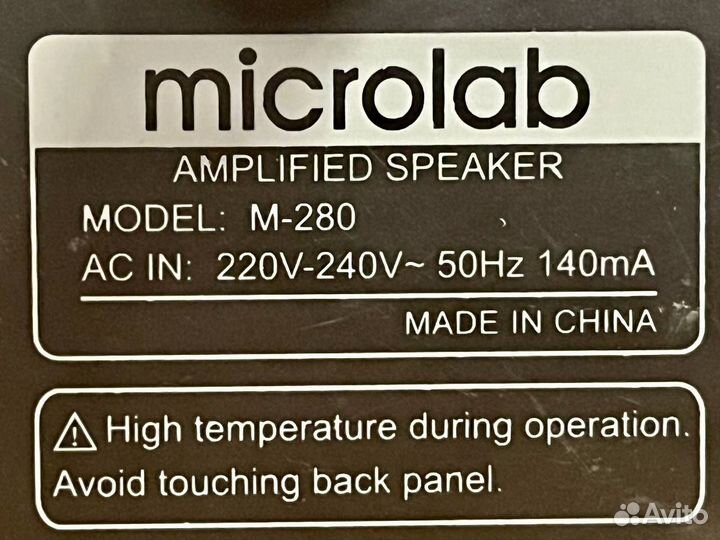 microlab
AMPLIFIED SPEAKER
MODEL: M-280
AC IN: 220V-240V~ 50Hz 140mA
MADE IN CHINA
⚠ High temperature during operation.
Avoid touching back panel.
Avito